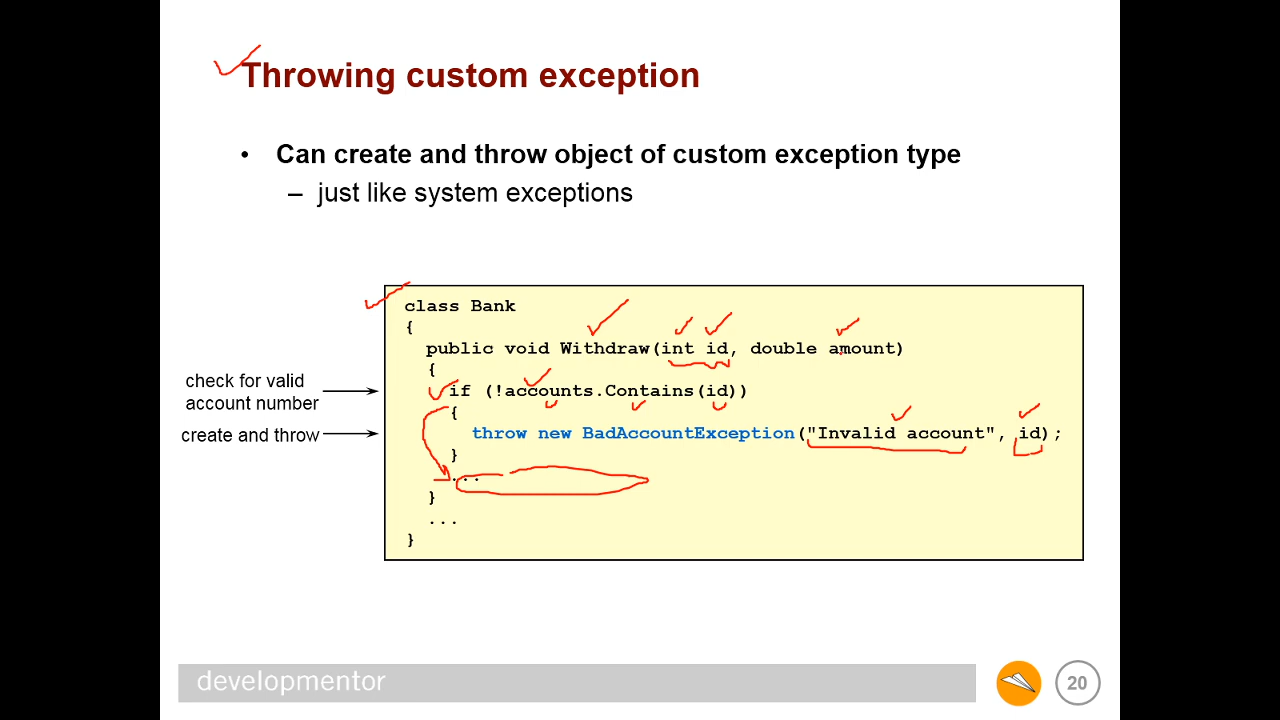 Throwing custom exception
• Can create and throw object of custom exception type
– just like system exceptions
class Bank
{
public void Withdraw(int id, double amount)
{
check for valid
account number
if (!accounts.Contains(id))
{
create and throw
throw new BadAccountException("Invalid account", id);
}
...
}
...
}
developmentor
20